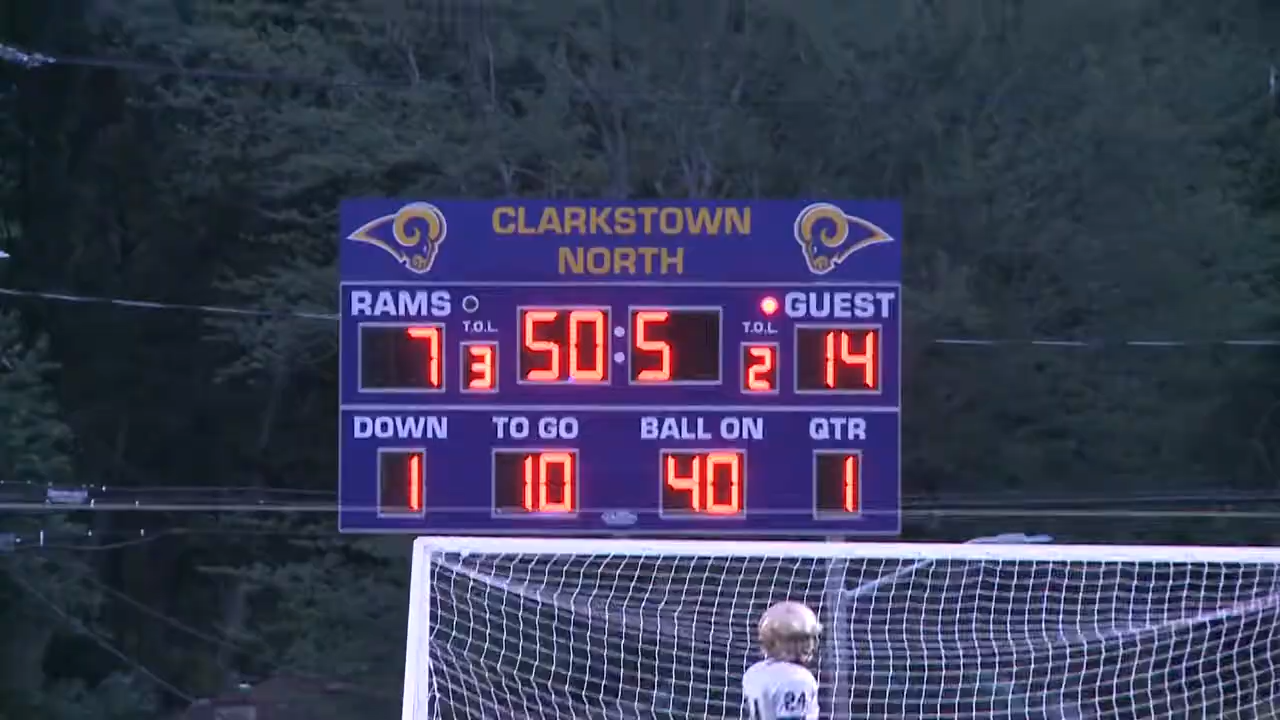 CLARKSTOWN
NORTH
RAMS GUEST
T.O.L. T.O.L.
7 3 50:5 2 14
DOWN TO GO BALL ON QTR
1 10 40 1
24